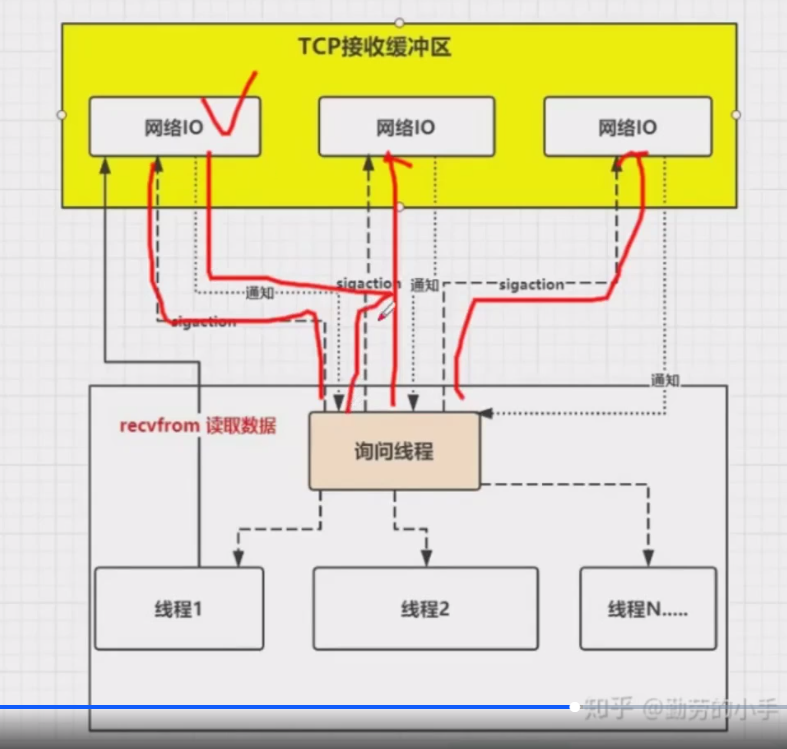 TCP接收缓冲区
网络IO
网络IO
网络IO
sigaction
通知
sigaction
通知
sigaction
通知
recvfrom 读取数据
询问线程
线程1
线程2
线程N.....
知乎 @勤劳的小手